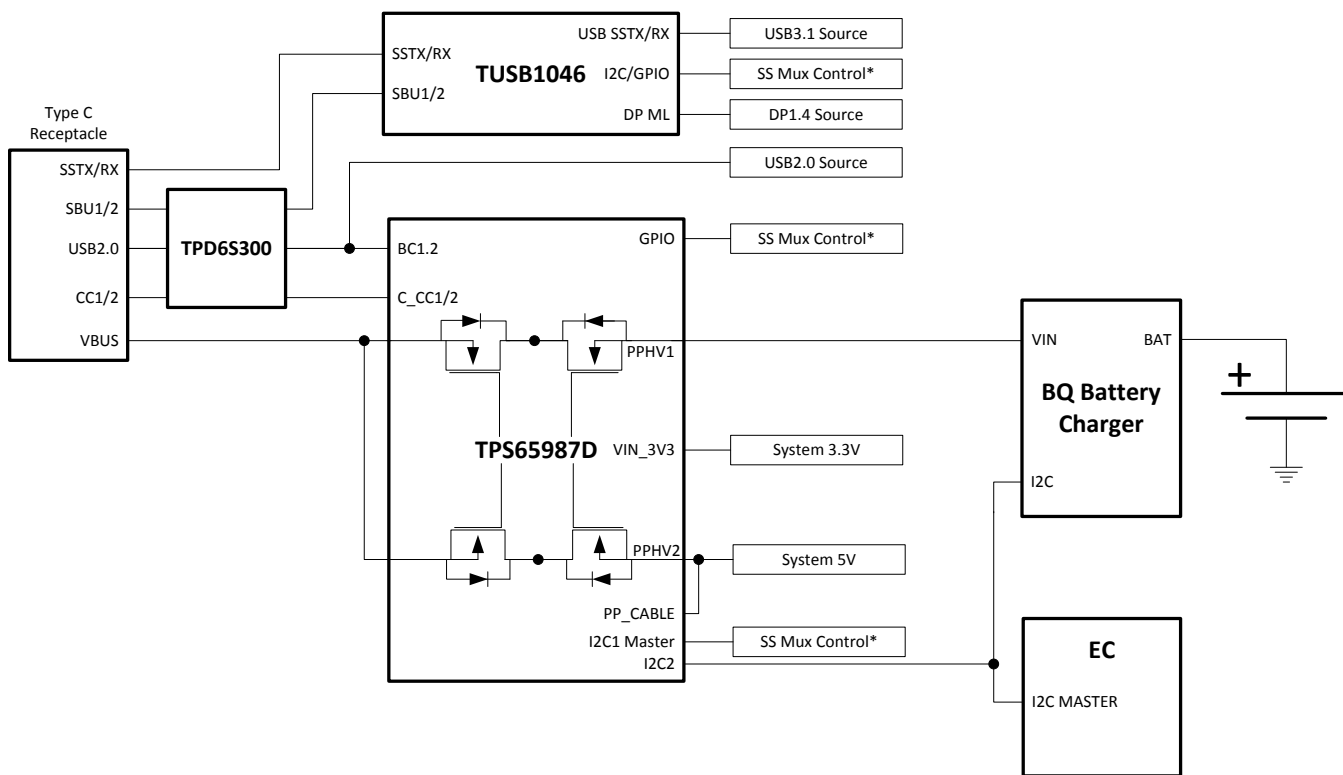 USB SSTX/RX
USB3.1 Source
SSTX/RX
TUSB1046
I2C/GPIO
SS Mux Control*
SBU1/2
DP ML
DP1.4 Source
Type C
Receptacle
SSTX/RX
USB2.0 Source
SBU1/2
TPD6S300
USB2.0
BC1.2
GPIO
SS Mux Control*
CC1/2
C_CC1/2
VBUS
PPHV1
VIN
BAT
+
BQ Battery
Charger
TPS65987D
VIN_3V3
System 3.3V
I2C
PPHV2
System 5V
PP_CABLE
I2C1 Master
SS Mux Control*
I2C2
EC
I2C MASTER